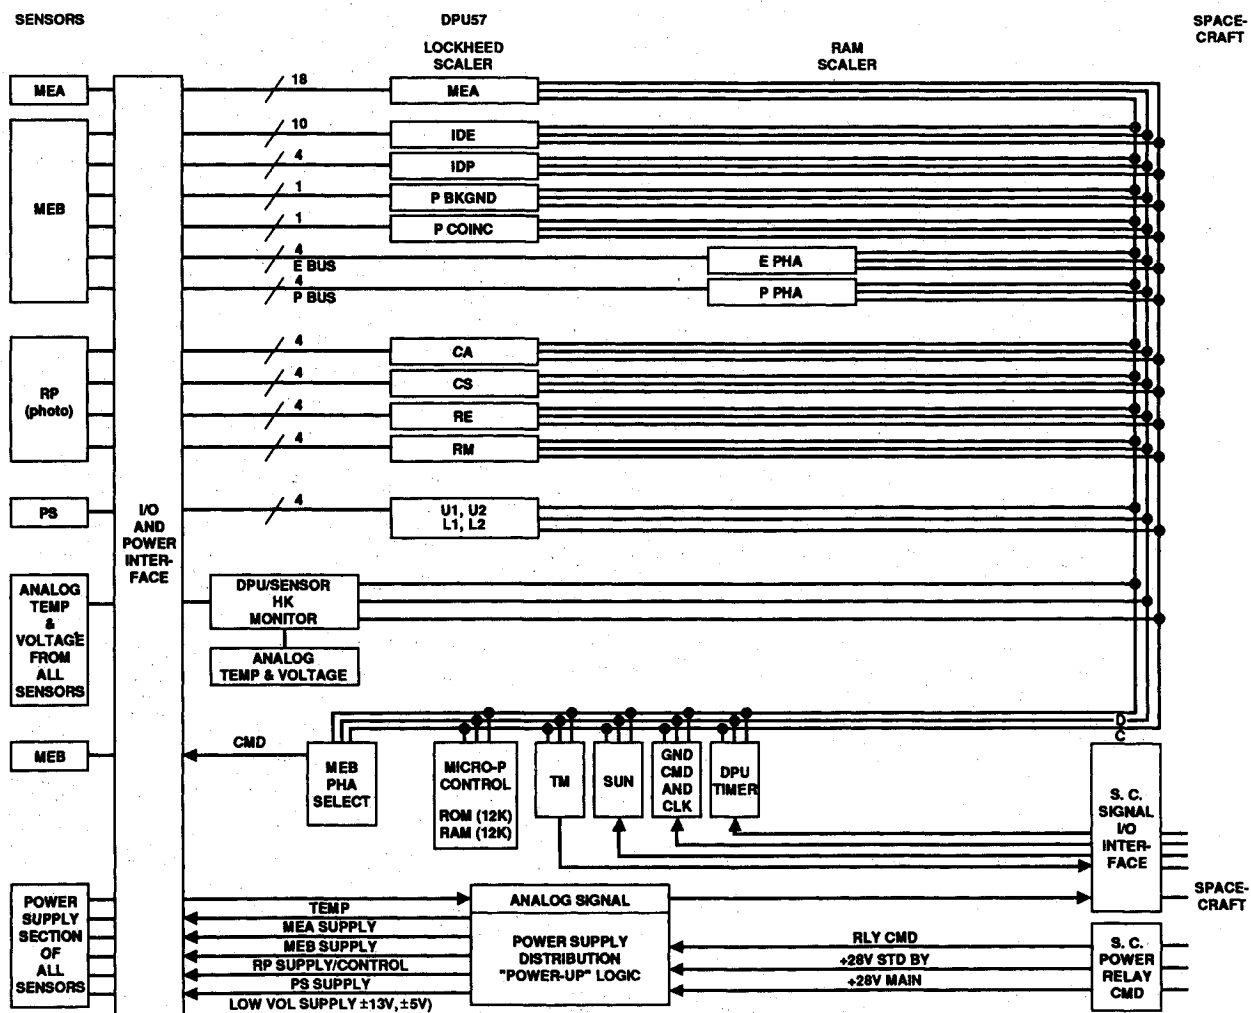 SENSORS
DPU57
SPACE-
CRAFT
LOCKHEED
SCALER
RAM
SCALER
MEA
18
MEA
MEB
10
IDE
4
IDP
1
P BKGND
1
P COINC
4
E BUS
E PHA
4
P BUS
P PHA
RP
(photo)
4
CA
4
CS
4
RE
4
RM
PS
4
U1, U2
L1, L2
I/O
AND
POWER
INTER-
FACE
ANALOG
TEMP
&
VOLTAGE
FROM
ALL
SENSORS
DPU/SENSOR
HK
MONITOR
ANALOG
TEMP & VOLTAGE
D
C
MEB
CMD
MEB
PHA
SELECT
MICRO-P
CONTROL
ROM (12K)
RAM (12K)
TM
SUN
GND
CMD
AND
CLK
DPU
TIMER
S. C.
SIGNAL
I/O
INTER-
FACE
SPACE-
CRAFT
POWER
SUPPLY
SECTION
OF
ALL
SENSORS
TEMP
MEA SUPPLY
MEB SUPPLY
RP SUPPLY/CONTROL
PS SUPPLY
LOW VOL SUPPLY ±13V, ±5V)
ANALOG SIGNAL
POWER SUPPLY
DISTRIBUTION
"POWER-UP" LOGIC
RLY CMD
+28V STD BY
+28V MAIN
S. C.
POWER
RELAY
CMD